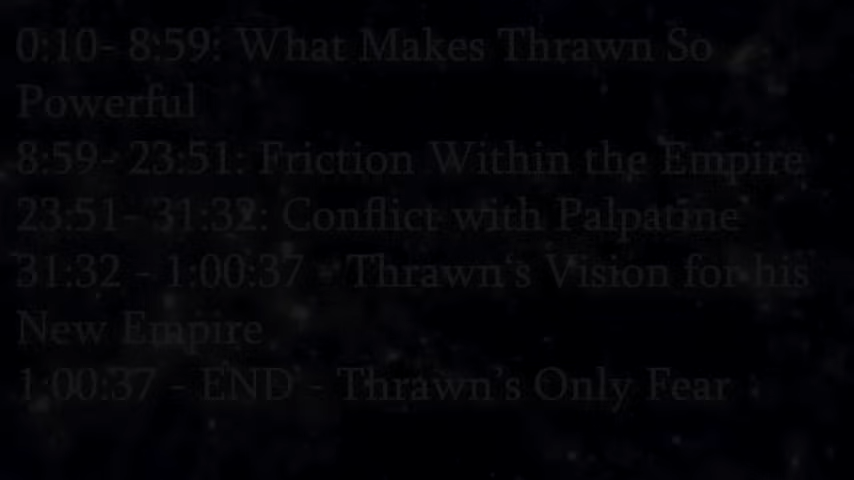 0:10- 8:59: What Makes Thrawn So
Powerful
8:59- 23:51: Friction Within the Empire
23:51- 31:32: Conflict with Palpatine
31:32 - 1:00:37 - Thrawn's Vision for his
New Empire
1:00:37 - END - Thrawn's Only Fear